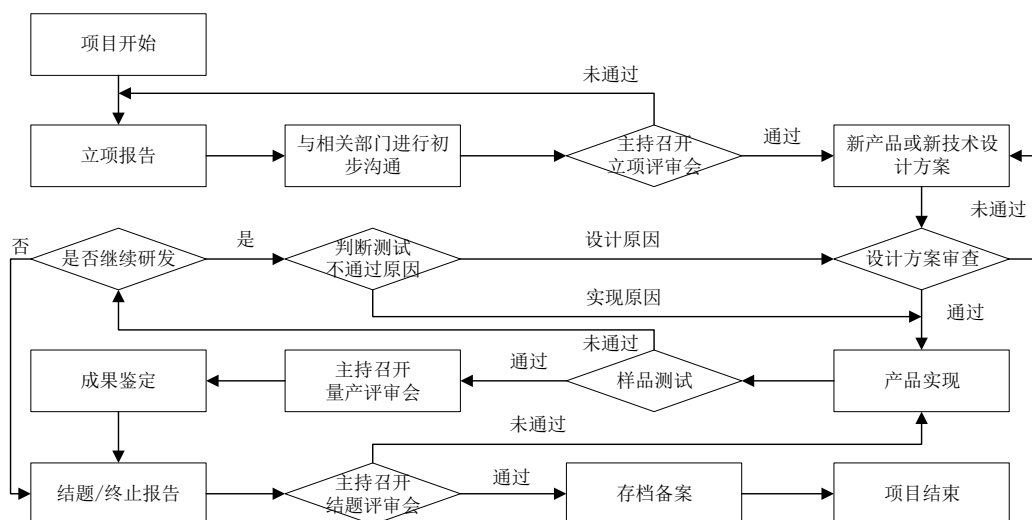 项目开始
未通过
立项报告
与相关部门进行初
步沟通
主持召开
立项评审会
通过
新产品或新技术设
计方案
未通过
否
是否继续研发
是
判断测试
不通过原因
设计原因
设计方案审查
实现原因
通过
未通过
成果鉴定
主持召开
量产评审会
通过
样品测试
产品实现
未通过
结题/终止报告
主持召开
结题评审会
通过
存档备案
项目结束